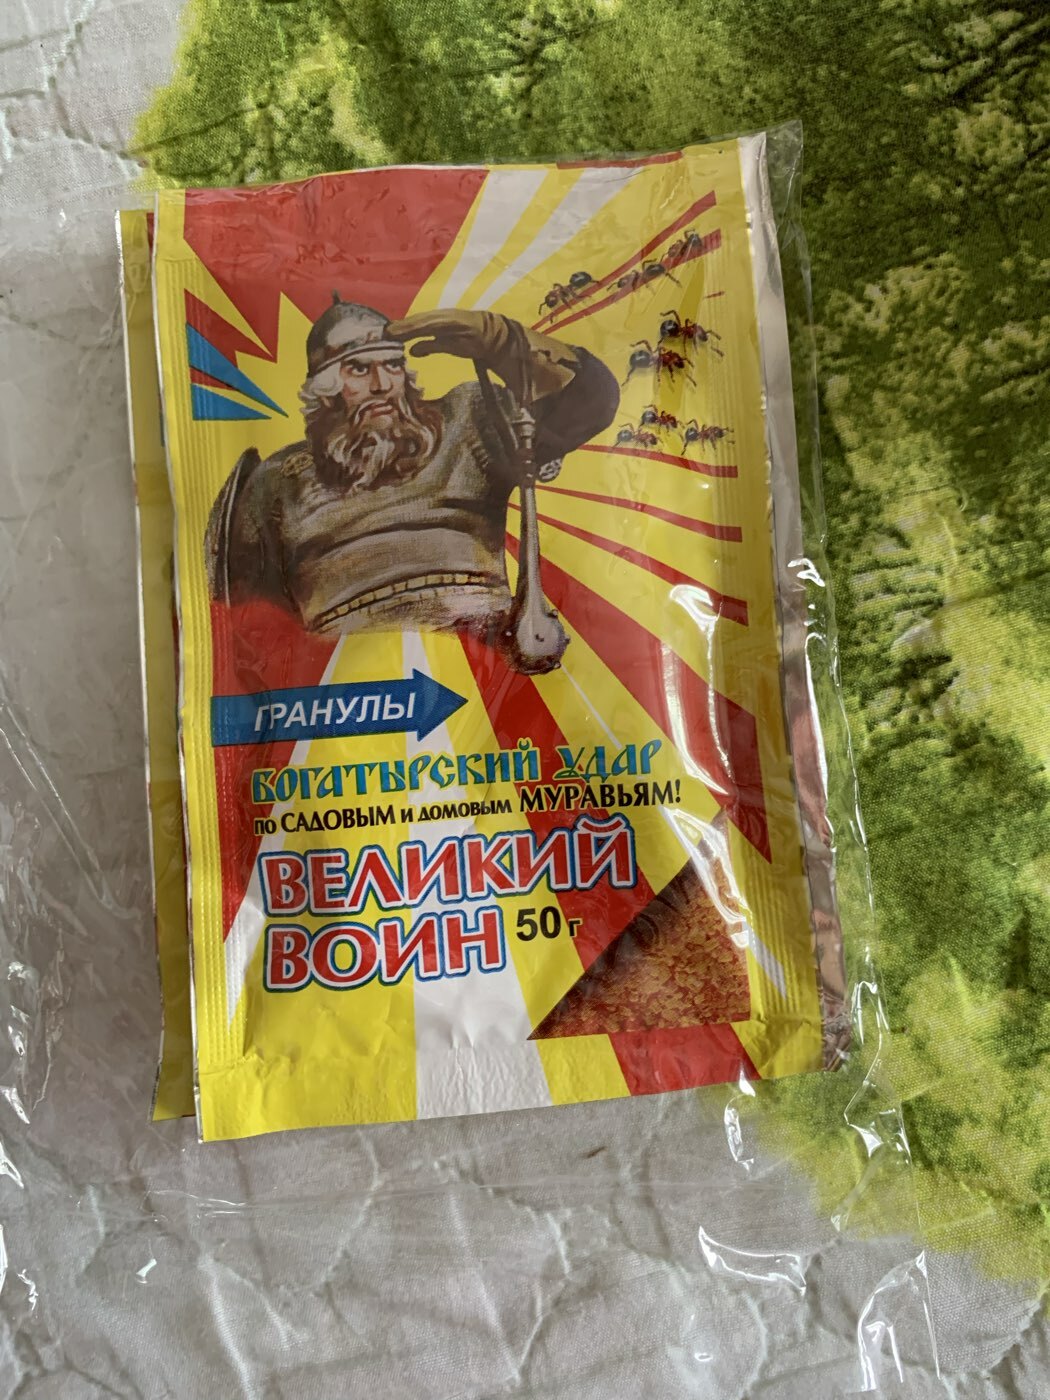 ГРАНУЛЫ
БОГАТЫРСКИЙ УДАР
по САДОВЫМ и домовым МУРАВЬЯМ!
ВЕЛИКИЙ
ВОИН 50 г